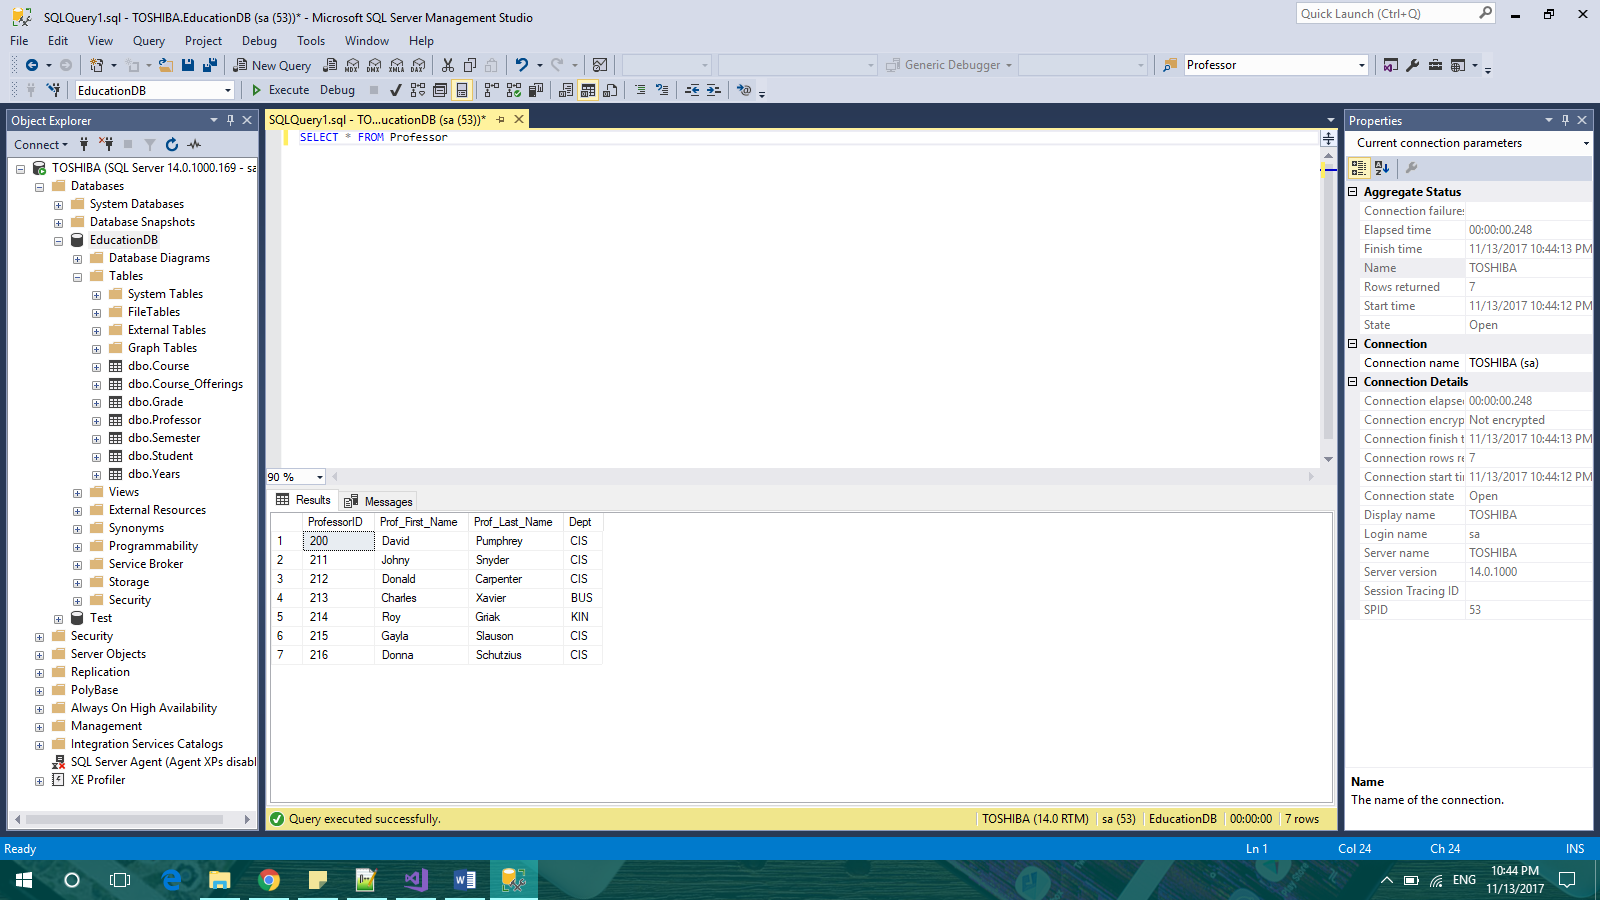 SQLQuery1.sql - TOSHIBA.EducationDB (sa (53))* - Microsoft SQL Server Management Studio
Quick Launch (Ctrl+Q)
File Edit View Query Project Debug Tools Window Help
New Query MDX DMX XMLA DAX Generic Debugger Professor
EducationDB Execute Debug
Object Explorer
Connect
TOSHIBA (SQL Server 14.0.1000.169 - sa
Databases
System Databases
Database Snapshots
EducationDB
Database Diagrams
Tables
System Tables
FileTables
External Tables
Graph Tables
dbo.Course
dbo.Course_Offerings
dbo.Grade
dbo.Professor
dbo.Semester
dbo.Student
dbo.Years
Views
External Resources
Synonyms
Programmability
Service Broker
Storage
Security
Test
Security
Server Objects
Replication
PolyBase
Always On High Availability
Management
Integration Services Catalogs
SQL Server Agent (Agent XPs disabl
XE Profiler
SQLQuery1.sql - TO...ucationDB (sa (53))*
SELECT * FROM Professor
90 %
Results Messages
ProfessorID Prof_First_Name Prof_Last_Name Dept
1 200 David Pumphrey CIS
2 211 Johny Snyder CIS
3 212 Donald Carpenter CIS
4 213 Charles Xavier BUS
5 214 Roy Griak KIN
6 215 Gayla Slauson CIS
7 216 Donna Schutzius CIS
Query executed successfully. TOSHIBA (14.0 RTM) sa (53) EducationDB 00:00:00 7 rows
Properties
Current connection parameters
Aggregate Status
Connection failures
Elapsed time 00:00:00.248
Finish time 11/13/2017 10:44:13 PM
Name TOSHIBA
Rows returned 7
Start time 11/13/2017 10:44:12 PM
State Open
Connection
Connection name TOSHIBA (sa)
Connection Details
Connection elapse 00:00:00.248
Connection encryp Not encrypted
Connection finish t 11/13/2017 10:44:13 PM
Connection rows re 7
Connection start ti 11/13/2017 10:44:12 PM
Connection state Open
Display name TOSHIBA
Login name sa
Server name TOSHIBA
Server version 14.0.1000
Session Tracing ID
SPID 53
Name
The name of the connection.
Ready Ln 1 Col 24 Ch 24 INS
ENG 10:44 PM
11/13/2017